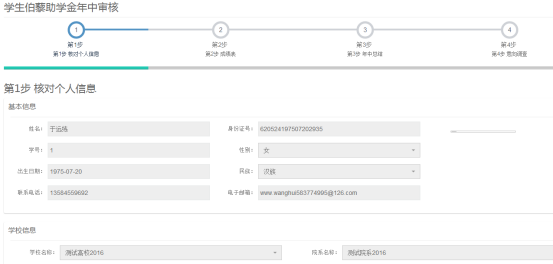 学生伯藜助学金年中审核
1 2 3 4
第1步 第2步 第3步 第4步
第1步 核对个人信息 第2步 成绩表 第3步 年中总结 第4步 意向调查
第1步 核对个人信息
基本信息
姓名： 于远栋 身份证号： 620524197507202935
学号： 1 性别： 女
出生日期： 1975-07-20 民族： 汉族
联系电话： 13584559692 电子邮箱： www.wanghui583774995@126.com
学校信息
学校名称： 测试高校2016 院系名称： 测试院系2016